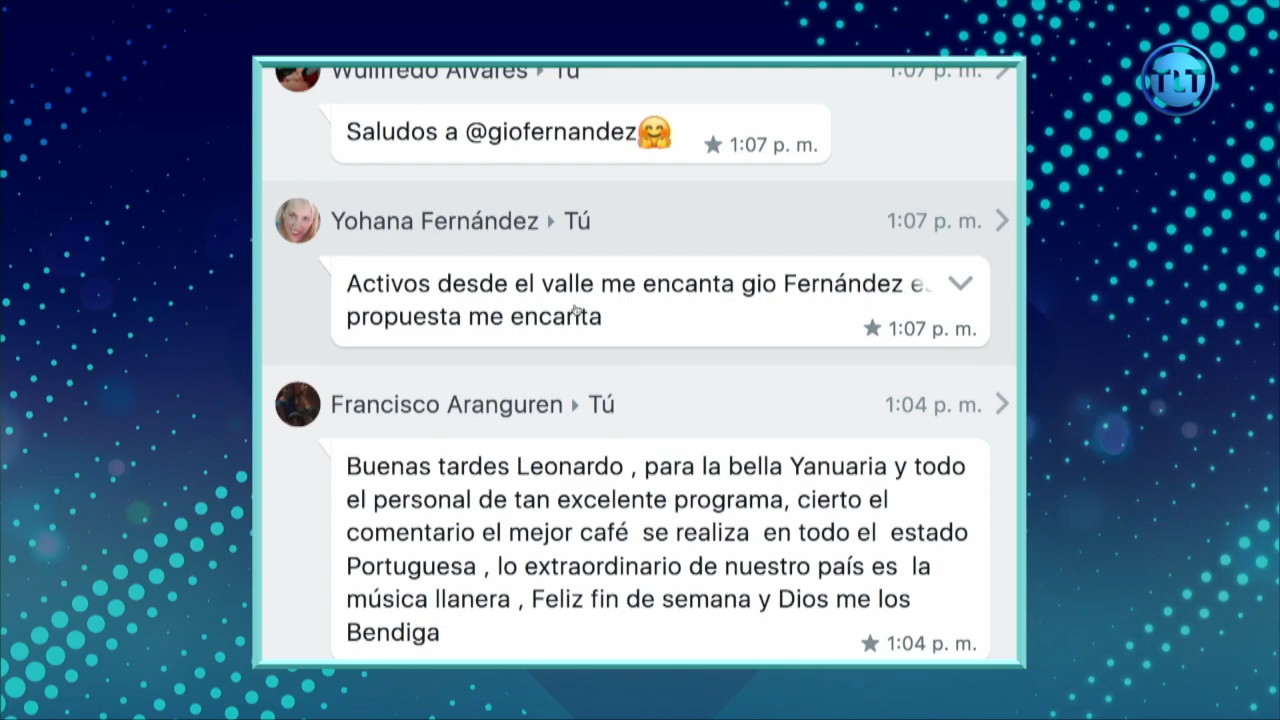 Wulifredo Alvares ▸ Tú 1:07 p. m.
TLT
Saludos a @giofernandez🤗
★ 1:07 p. m.
Yohana Fernández ▸ Tú 1:07 p. m.
Activos desde el valle me encanta gio Fernández
propuesta me encanta
★ 1:07 p. m.
Francisco Aranguren ▸ Tú 1:04 p. m.
Buenas tardes Leonardo , para la bella Yanuaria y todo
el personal de tan excelente programa, cierto el
comentario el mejor café se realiza en todo el estado
Portuguesa , lo extraordinario de nuestro país es la
música llanera , Feliz fin de semana y Dios me los
Bendiga
★ 1:04 p. m.